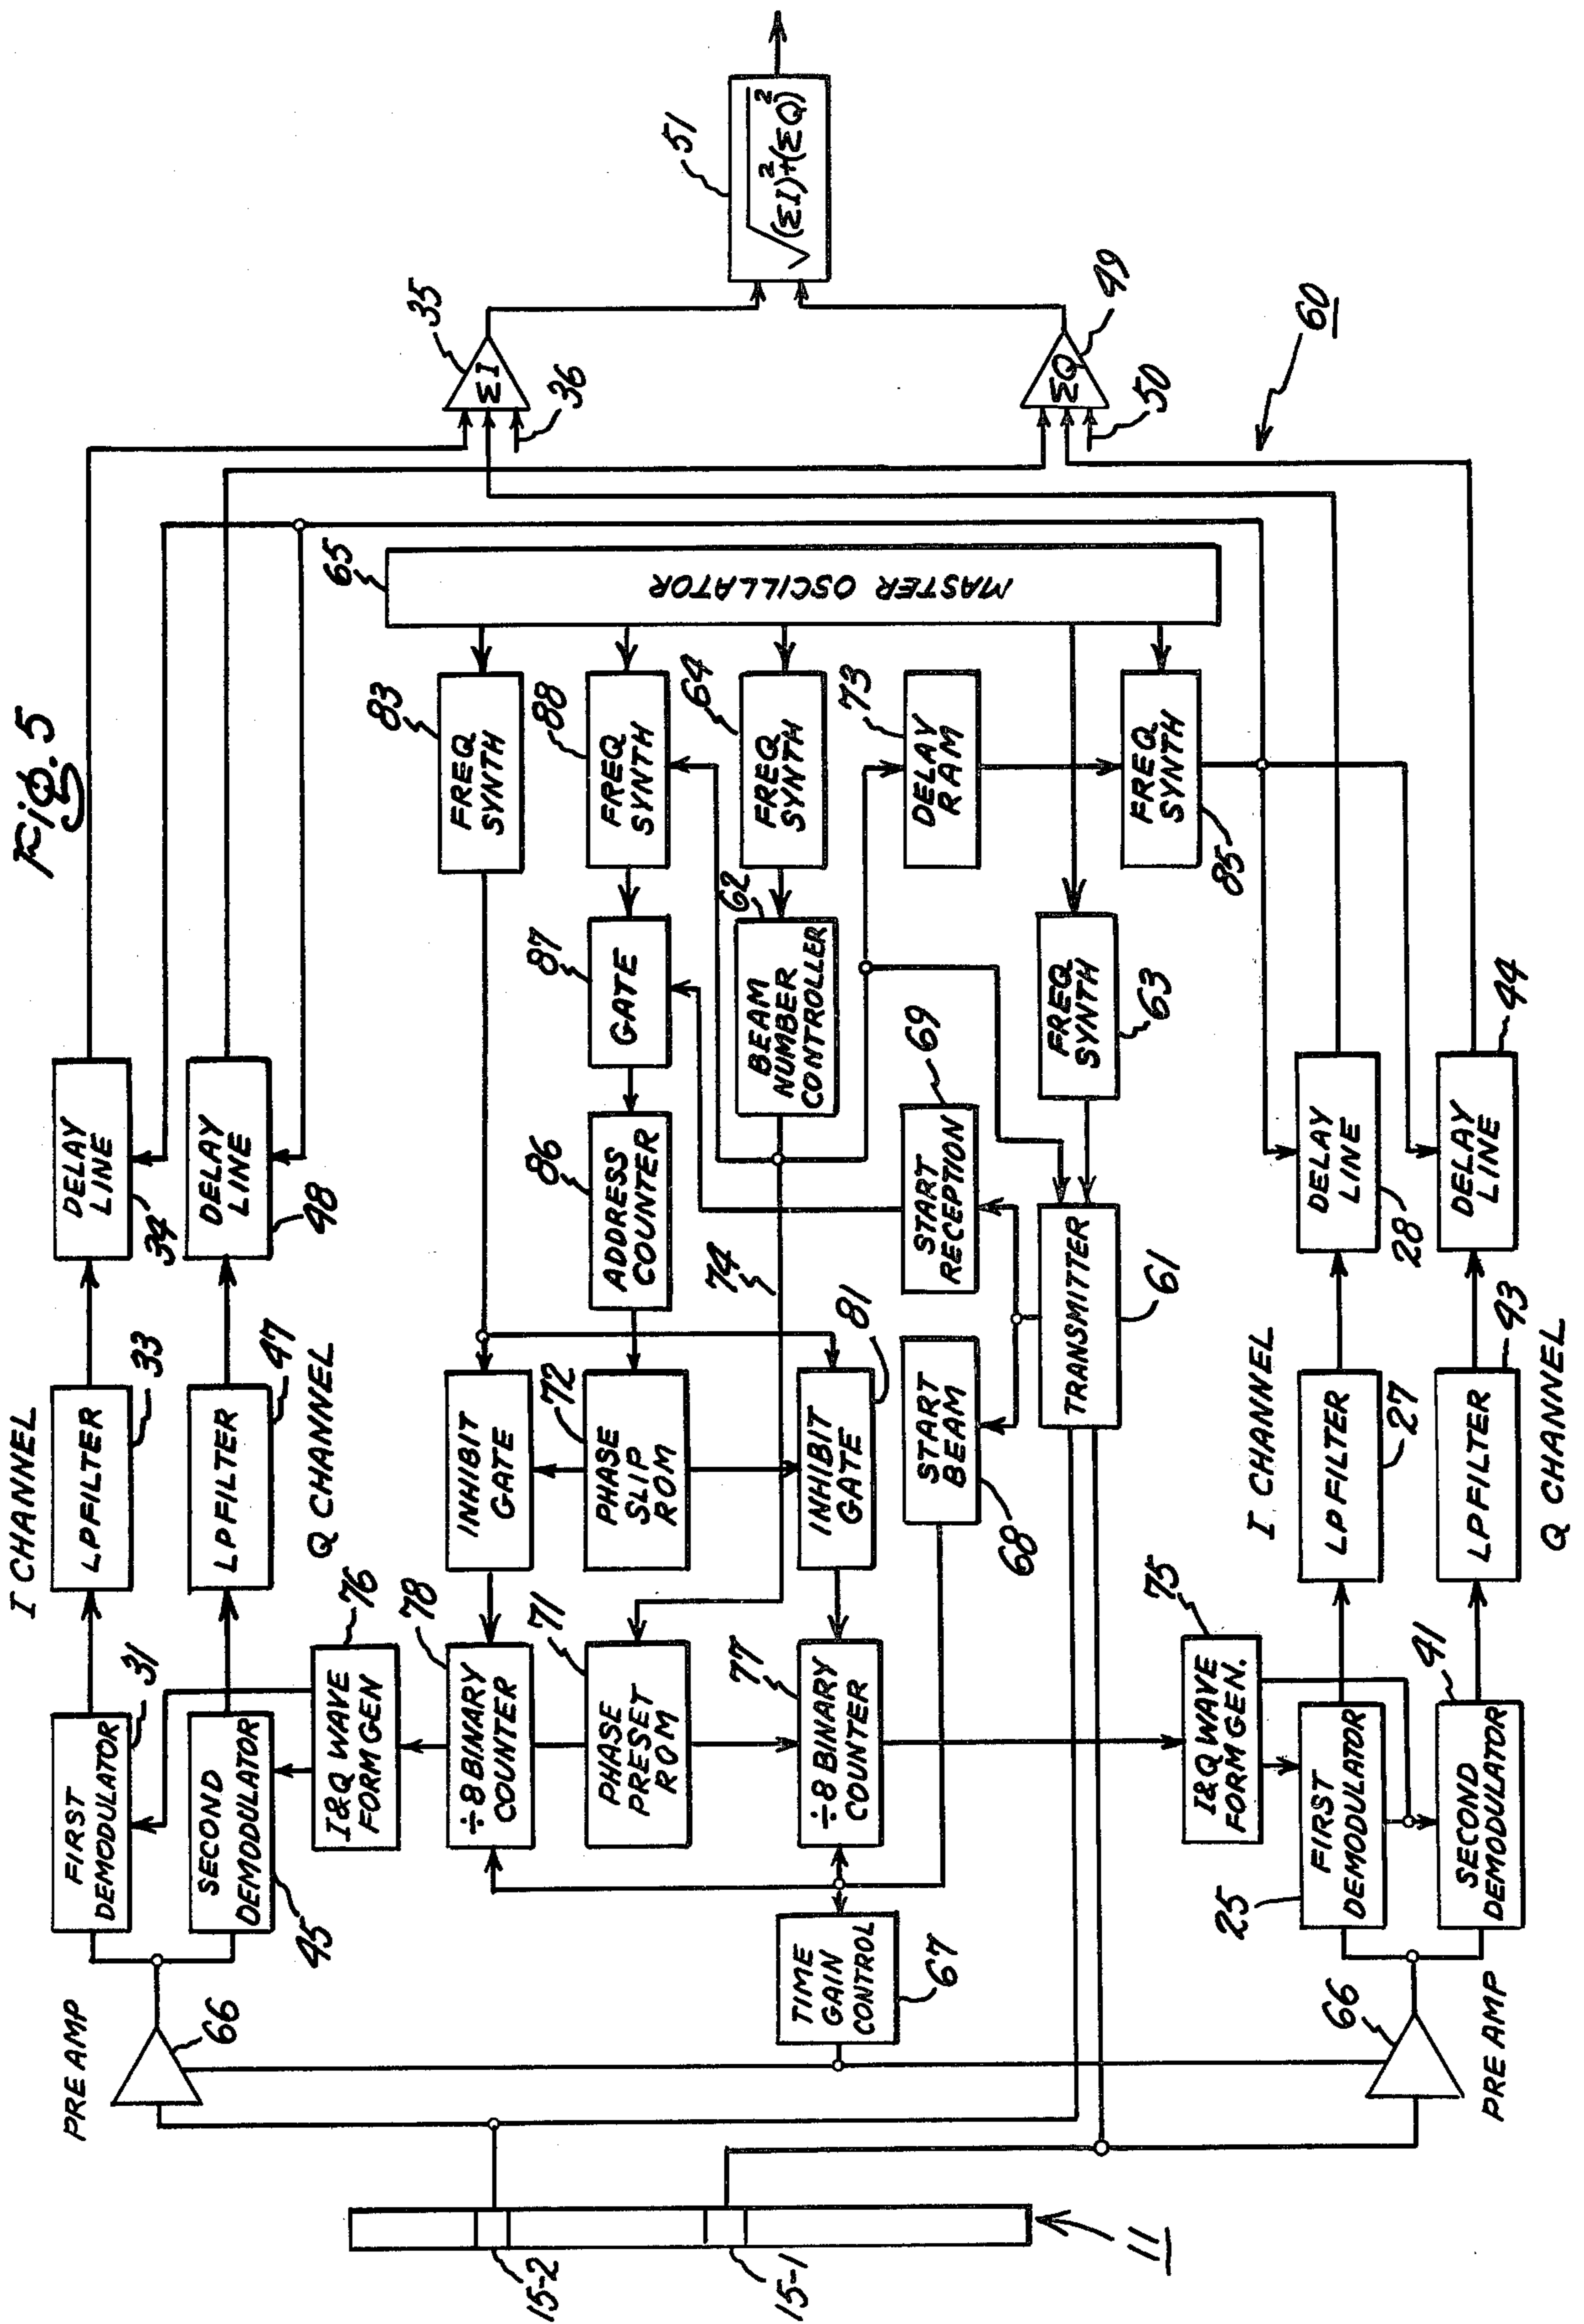 Fig. 5
I CHANNEL
PRE AMP
66
FIRST
DEMODULATOR
31
LP FILTER
33
DELAY
LINE
34
SECOND
DEMODULATOR
45
LP FILTER
47
DELAY
LINE
48
Q CHANNEL
I&Q WAVE
FORM GEN
76
÷8 BINARY
COUNTER
78
INHIBIT
GATE
FREQ
SYNTH
83
PHASE
PRESET
ROM
71
PHASE
SLIP
ROM
72
ADDRESS
COUNTER
86
GATE
87
FREQ
SYNTH
88
74
BEAM
NUMBER
CONTROLLER
62
FREQ
SYNTH
64
MASTER OSCILLATOR
65
÷8 BINARY
COUNTER
77
INHIBIT
GATE
81
TIME
GAIN
CONTROL
67
START
BEAM
68
START
RECEPTION
69
DELAY
RAM
73
TRANSMITTER
61
FREQ
SYNTH
63
FREQ
SYNTH
85
I&Q WAVE
FORM GEN.
75
I CHANNEL
FIRST
DEMODULATOR
25
LP FILTER
27
DELAY
LINE
28
PRE AMP
66
SECOND
DEMODULATOR
41
LP FILTER
43
DELAY
LINE
44
Q CHANNEL
15-2
15-1
11
ΣI
35
36
ΣQ
49
50
√(ΣI)²+(ΣQ)²
51
60